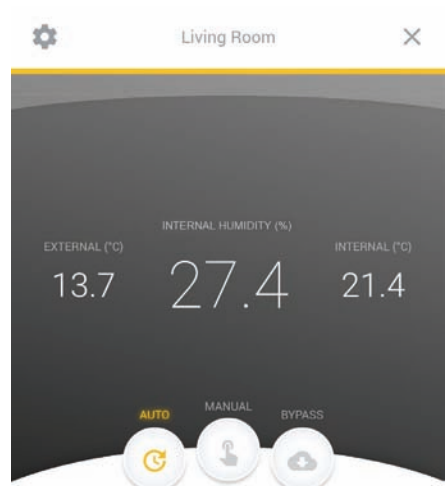 Living Room
INTERNAL HUMIDITY (%)
EXTERNAL (°C)
INTERNAL (°C)
13.7
27.4
21.4
AUTO
MANUAL
BYPASS